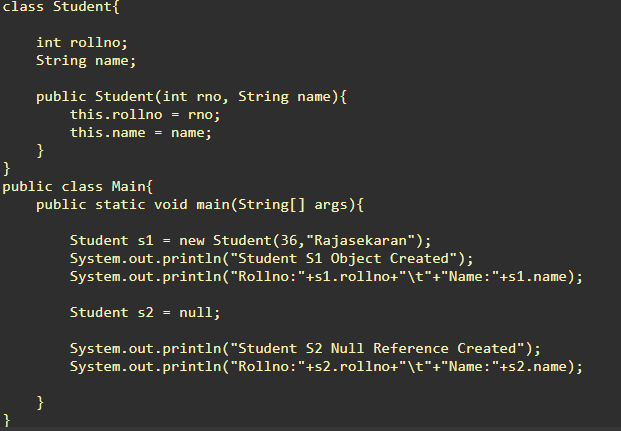 class Student{
int rollno;
String name;
public Student(int rno, String name){
this.rollno = rno;
this.name = name;
}
}
public class Main{
public static void main(String[] args){
Student s1 = new Student(36,"Rajasekaran");
System.out.println("Student S1 Object Created");
System.out.println("Rollno:"+s1.rollno+"\t"+"Name:"+s1.name);
Student s2 = null;
System.out.println("Student S2 Null Reference Created");
System.out.println("Rollno:"+s2.rollno+"\t"+"Name:"+s2.name);
}
}